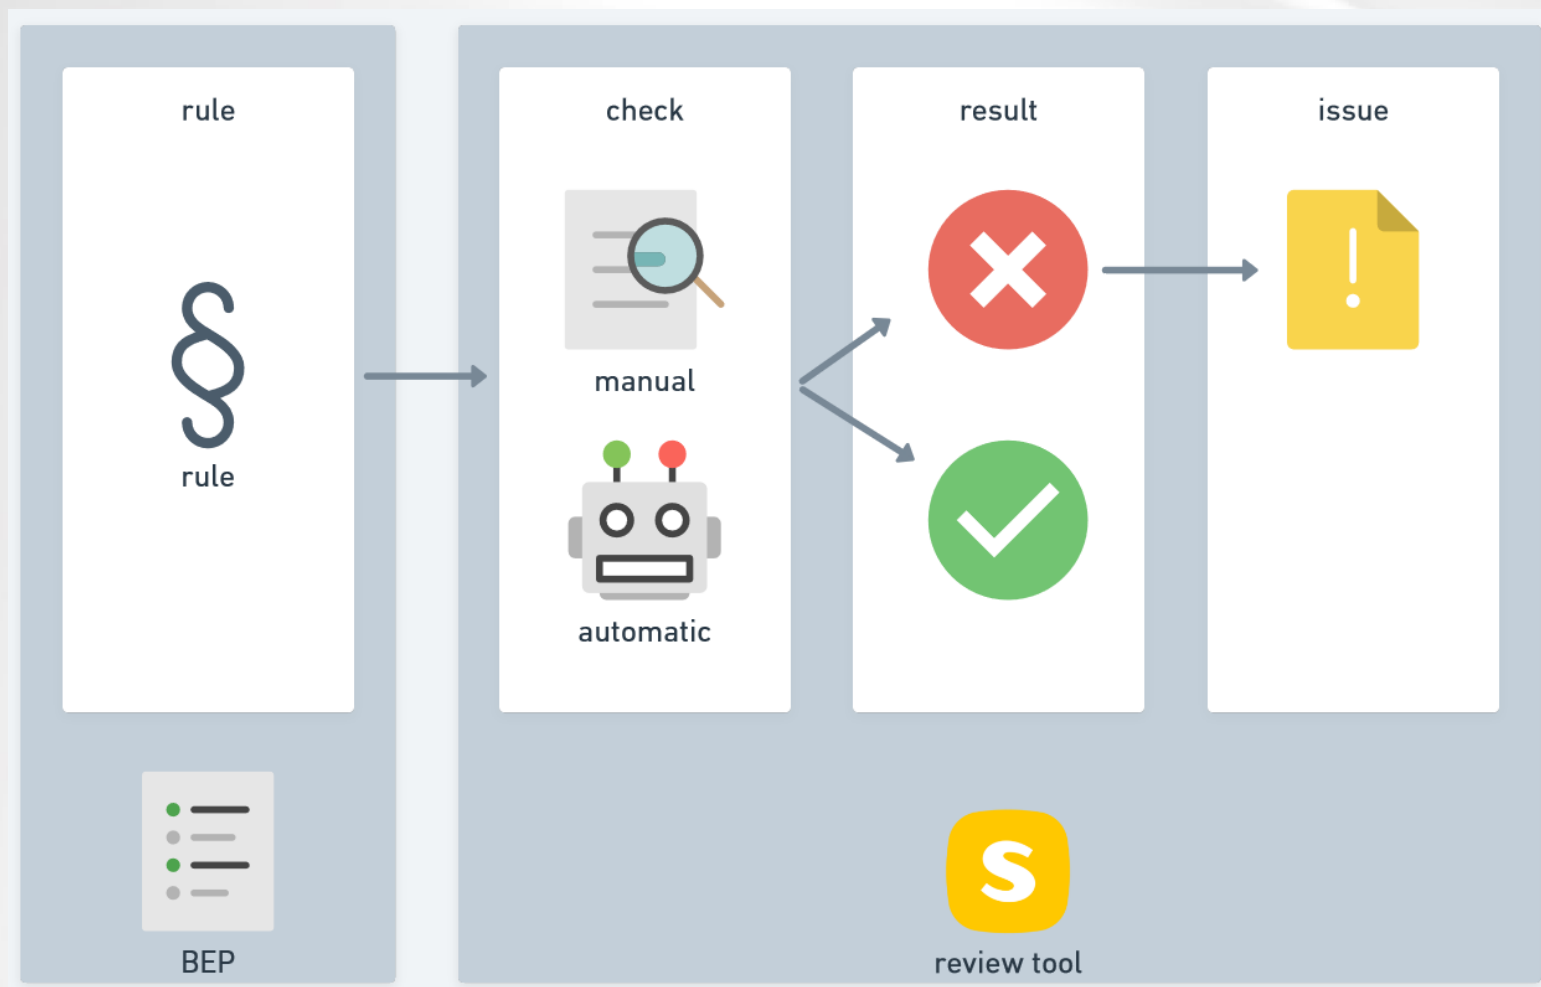 rule
check
result
issue
manual
rule
automatic
BEP
S
review tool